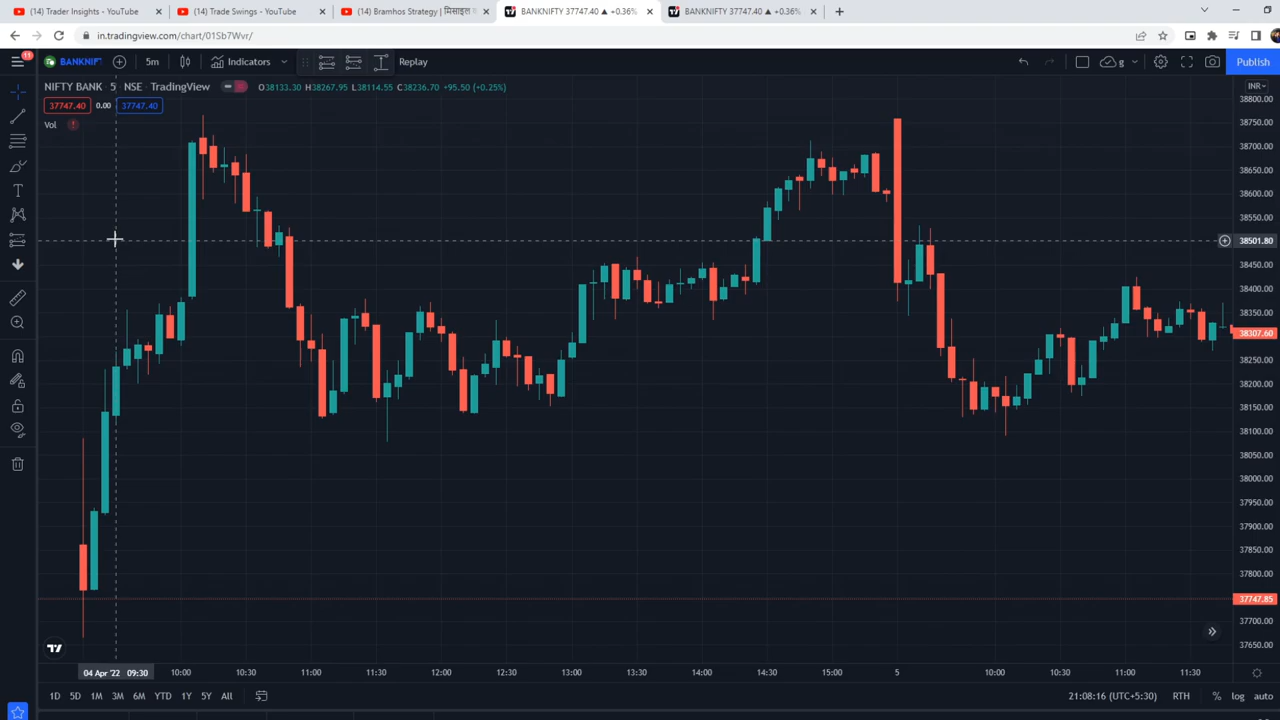 (14) Trader Insights - YouTube
(14) Trade Swings - YouTube
(14) Bramhos Strategy | मिसाइल
BANKNIFTY 37747.40 ▲ +0.36%
BANKNIFTY 37747.40 ▲ +0.36%
in.tradingview.com/chart/01Sb7Wvr/
11
BANKNIFT
5m
Indicators
Replay
g
Publish
NIFTY BANK 5 NSE TradingView
O38133.30 H38267.95 L38114.55 C38236.70 +95.50 (+0.25%)
INR
37747.40
0.00
37747.40
Vol
38800.00
38750.00
38700.00
38650.00
38600.00
38550.00
38501.80
38450.00
38400.00
38350.00
38307.60
38250.00
38200.00
38150.00
38100.00
38050.00
38000.00
37950.00
37900.00
37850.00
37800.00
37747.85
37700.00
37650.00
04 Apr '22 09:30
10:00
10:30
11:00
11:30
12:00
12:30
13:00
13:30
14:00
14:30
15:00
5
10:00
10:30
11:00
11:30
1D 5D 1M 3M 6M YTD 1Y 5Y All
21:08:16 (UTC+5:30)
RTH
%
log
auto